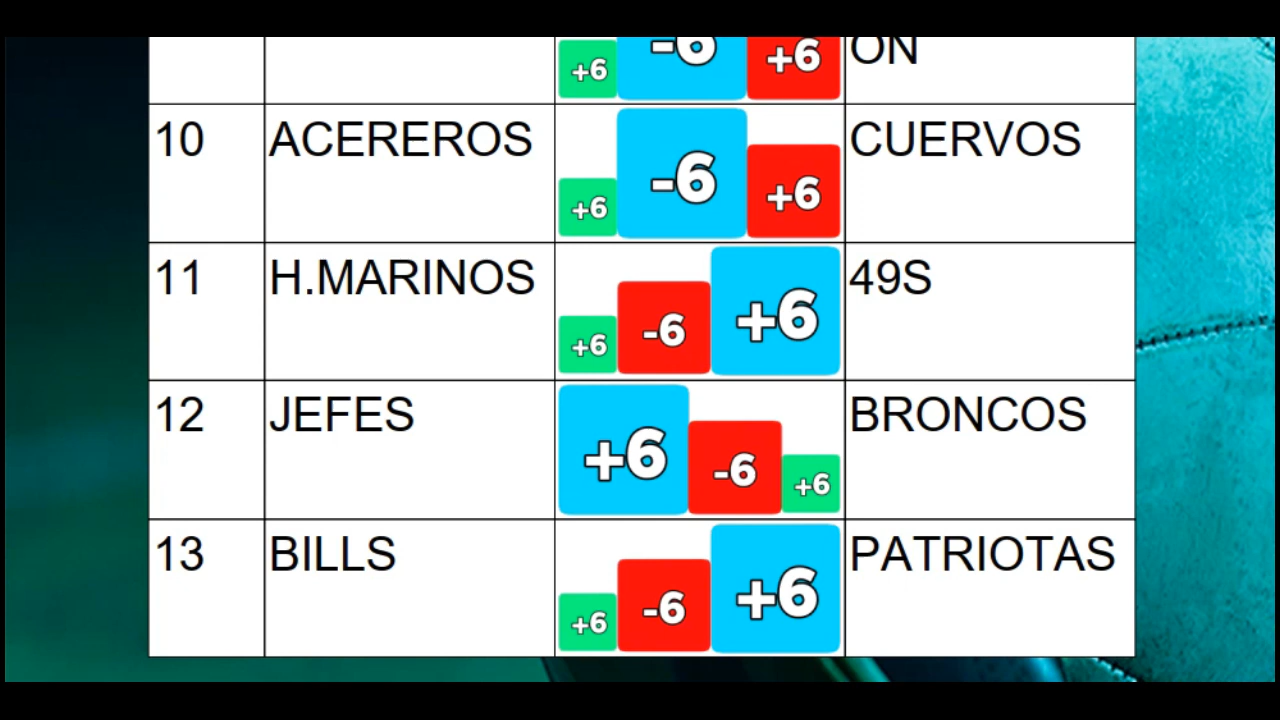 +6 -6 +6 ON
10 ACEREROS +6 -6 +6 CUERVOS
11 H.MARINOS +6 -6 +6 49S
12 JEFES +6 -6 +6 BRONCOS
13 BILLS +6 -6 +6 PATRIOTAS